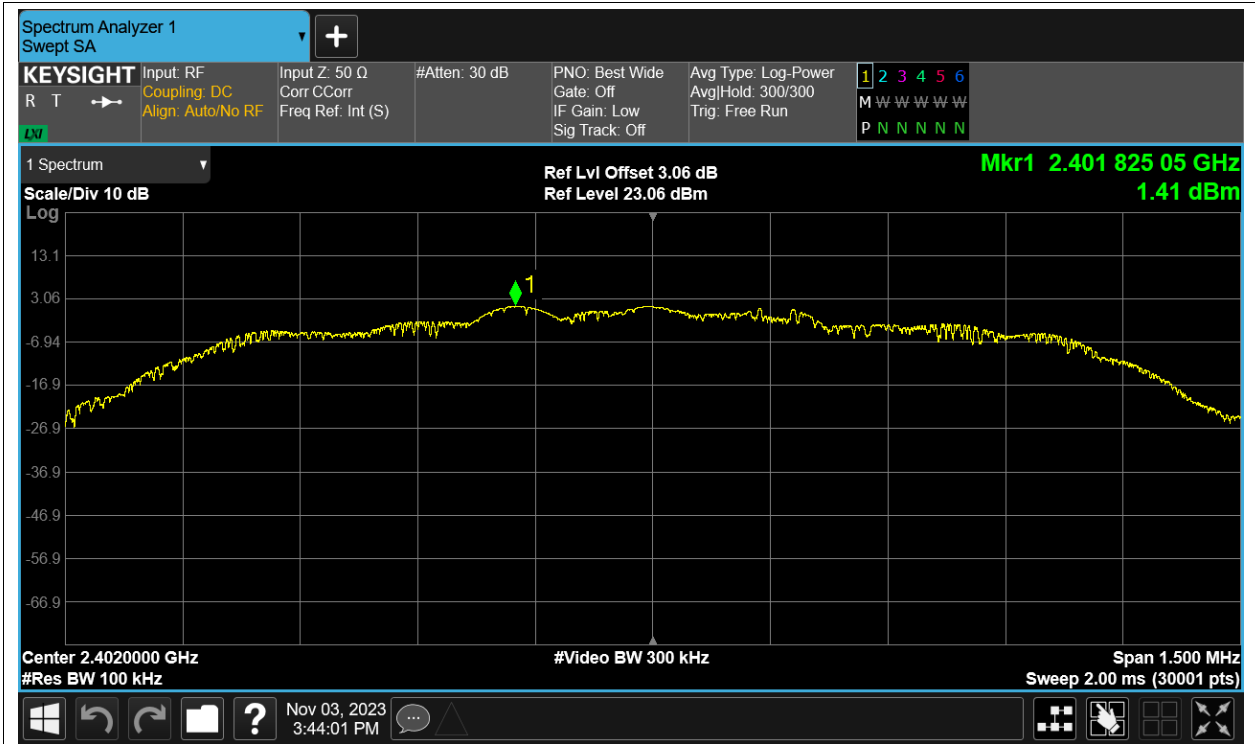 Spectrum Analyzer 1
Swept SA
KEYSIGHT
R T
LXI
Input: RF
Coupling: DC
Align: Auto/No RF
Input Z: 50 Ω
Corr CCorr
Freq Ref: Int (S)
#Atten: 30 dB
PNO: Best Wide
Gate: Off
IF Gain: Low
Sig Track: Off
Avg Type: Log-Power
Avg|Hold: 300/300
Trig: Free Run
1 2 3 4 5 6
M W W W W W
P N N N N N
1 Spectrum
Scale/Div 10 dB
Log
Ref Lvl Offset 3.06 dB
Ref Level 23.06 dBm
Mkr1 2.401 825 05 GHz
1.41 dBm
13.1
1
3.06
-6.94
-16.9
-26.9
-36.9
-46.9
-56.9
-66.9
Center 2.4020000 GHz
#Video BW 300 kHz
Span 1.500 MHz
#Res BW 100 kHz
Sweep 2.00 ms (30001 pts)
?
Nov 03, 2023
3:44:01 PM